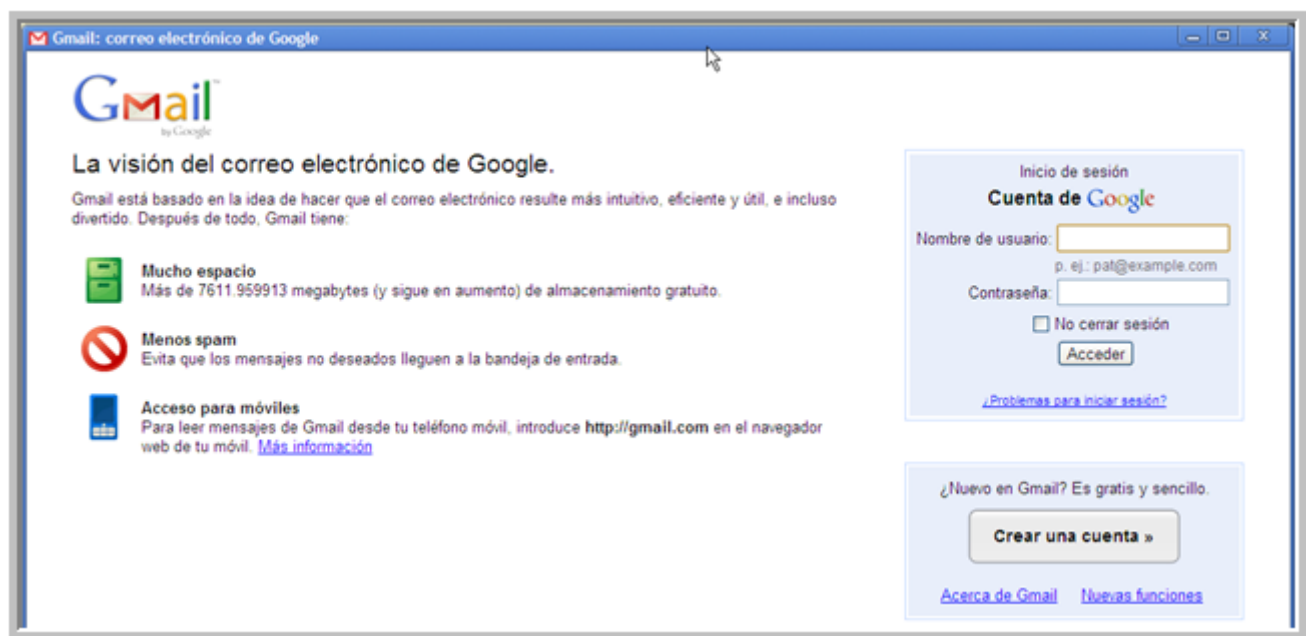 Gmail: correo electrónico de Google
Gmail™
by Google
La visión del correo electrónico de Google.
Gmail está basado en la idea de hacer que el correo electrónico resulte más intuitivo, eficiente y útil, e incluso
divertido. Después de todo, Gmail tiene:
Mucho espacio
Más de 7611.959913 megabytes (y sigue en aumento) de almacenamiento gratuito.
Menos spam
Evita que los mensajes no deseados lleguen a la bandeja de entrada.
Acceso para móviles
Para leer mensajes de Gmail desde tu teléfono móvil, introduce http://gmail.com en el navegador
web de tu móvil. Más información
Inicio de sesión
Cuenta de Google
Nombre de usuario:
p. ej.: pat@example.com
Contraseña:
No cerrar sesión
Acceder
¿Problemas para iniciar sesión?
¿Nuevo en Gmail? Es gratis y sencillo.
Crear una cuenta »
Acerca de Gmail Nuevas funciones